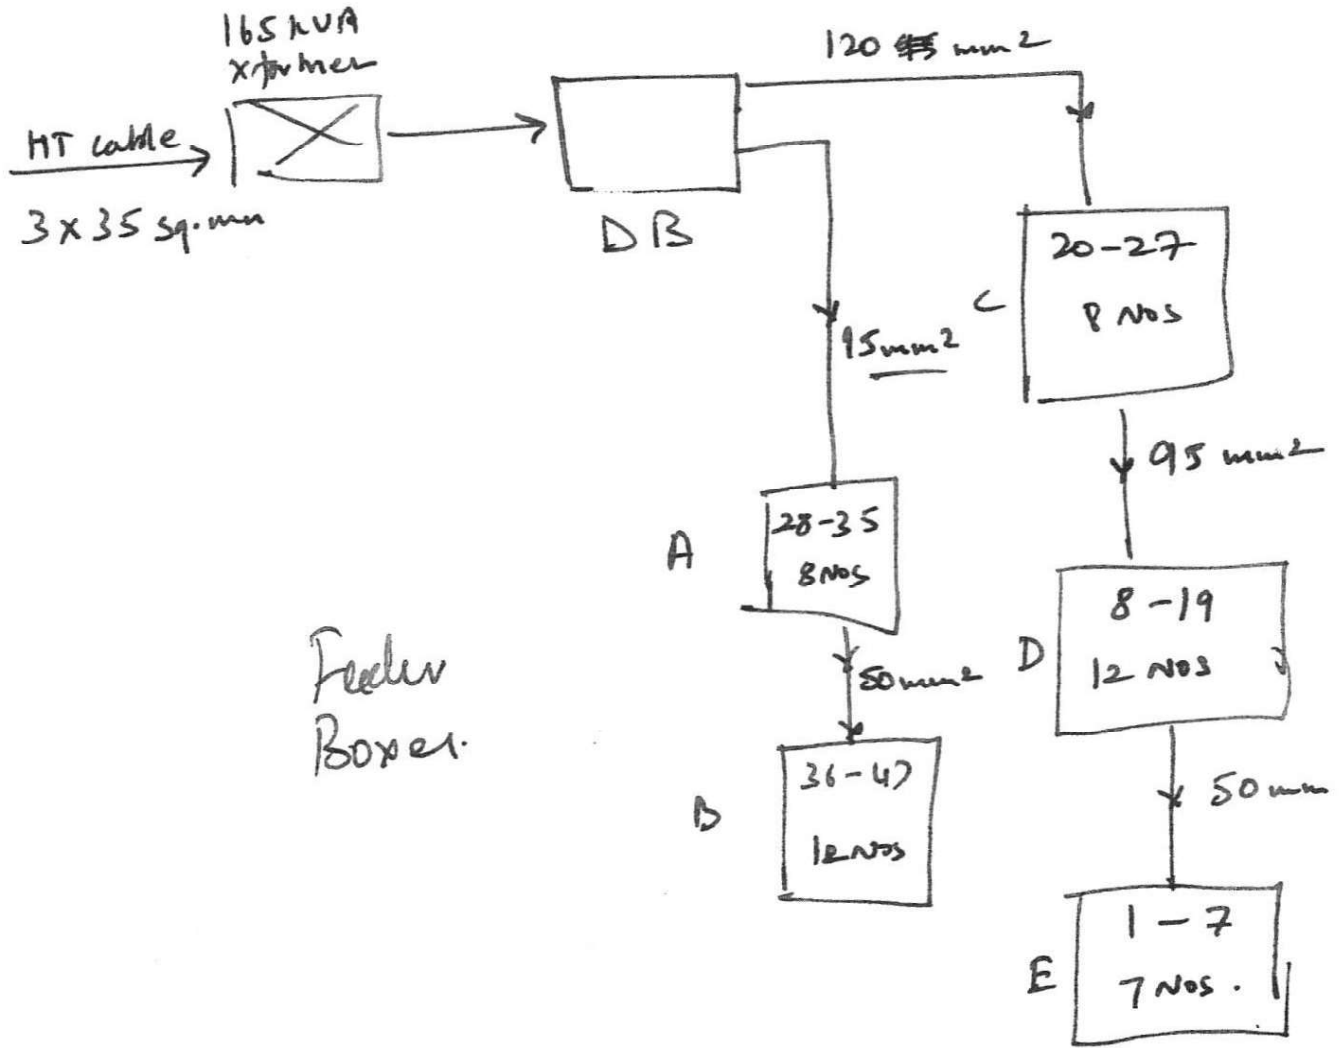 165 KVA
Xformer
HT cable
3 x 35 sq.mm
DB
120 mm2
20-27
C
8 NOS
95mm2
95 mm2
28-35
A
8 NOS
8 -19
D
12 NOS
50mm2
Feeder
Boxes.
36-47
B
12 NOS
50 mm
1 - 7
E
7 NOS.